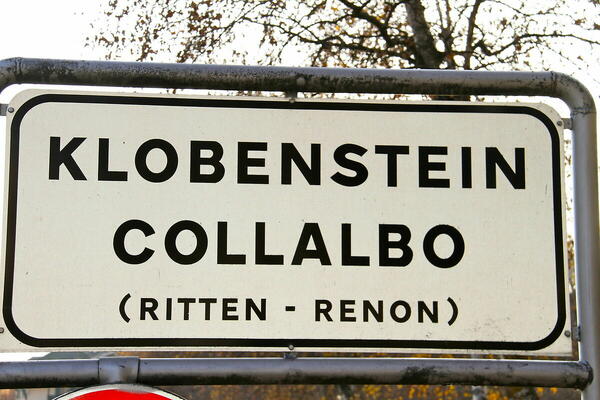 KLOBENSTEIN
COLLALBO
(RITTEN - RENON)